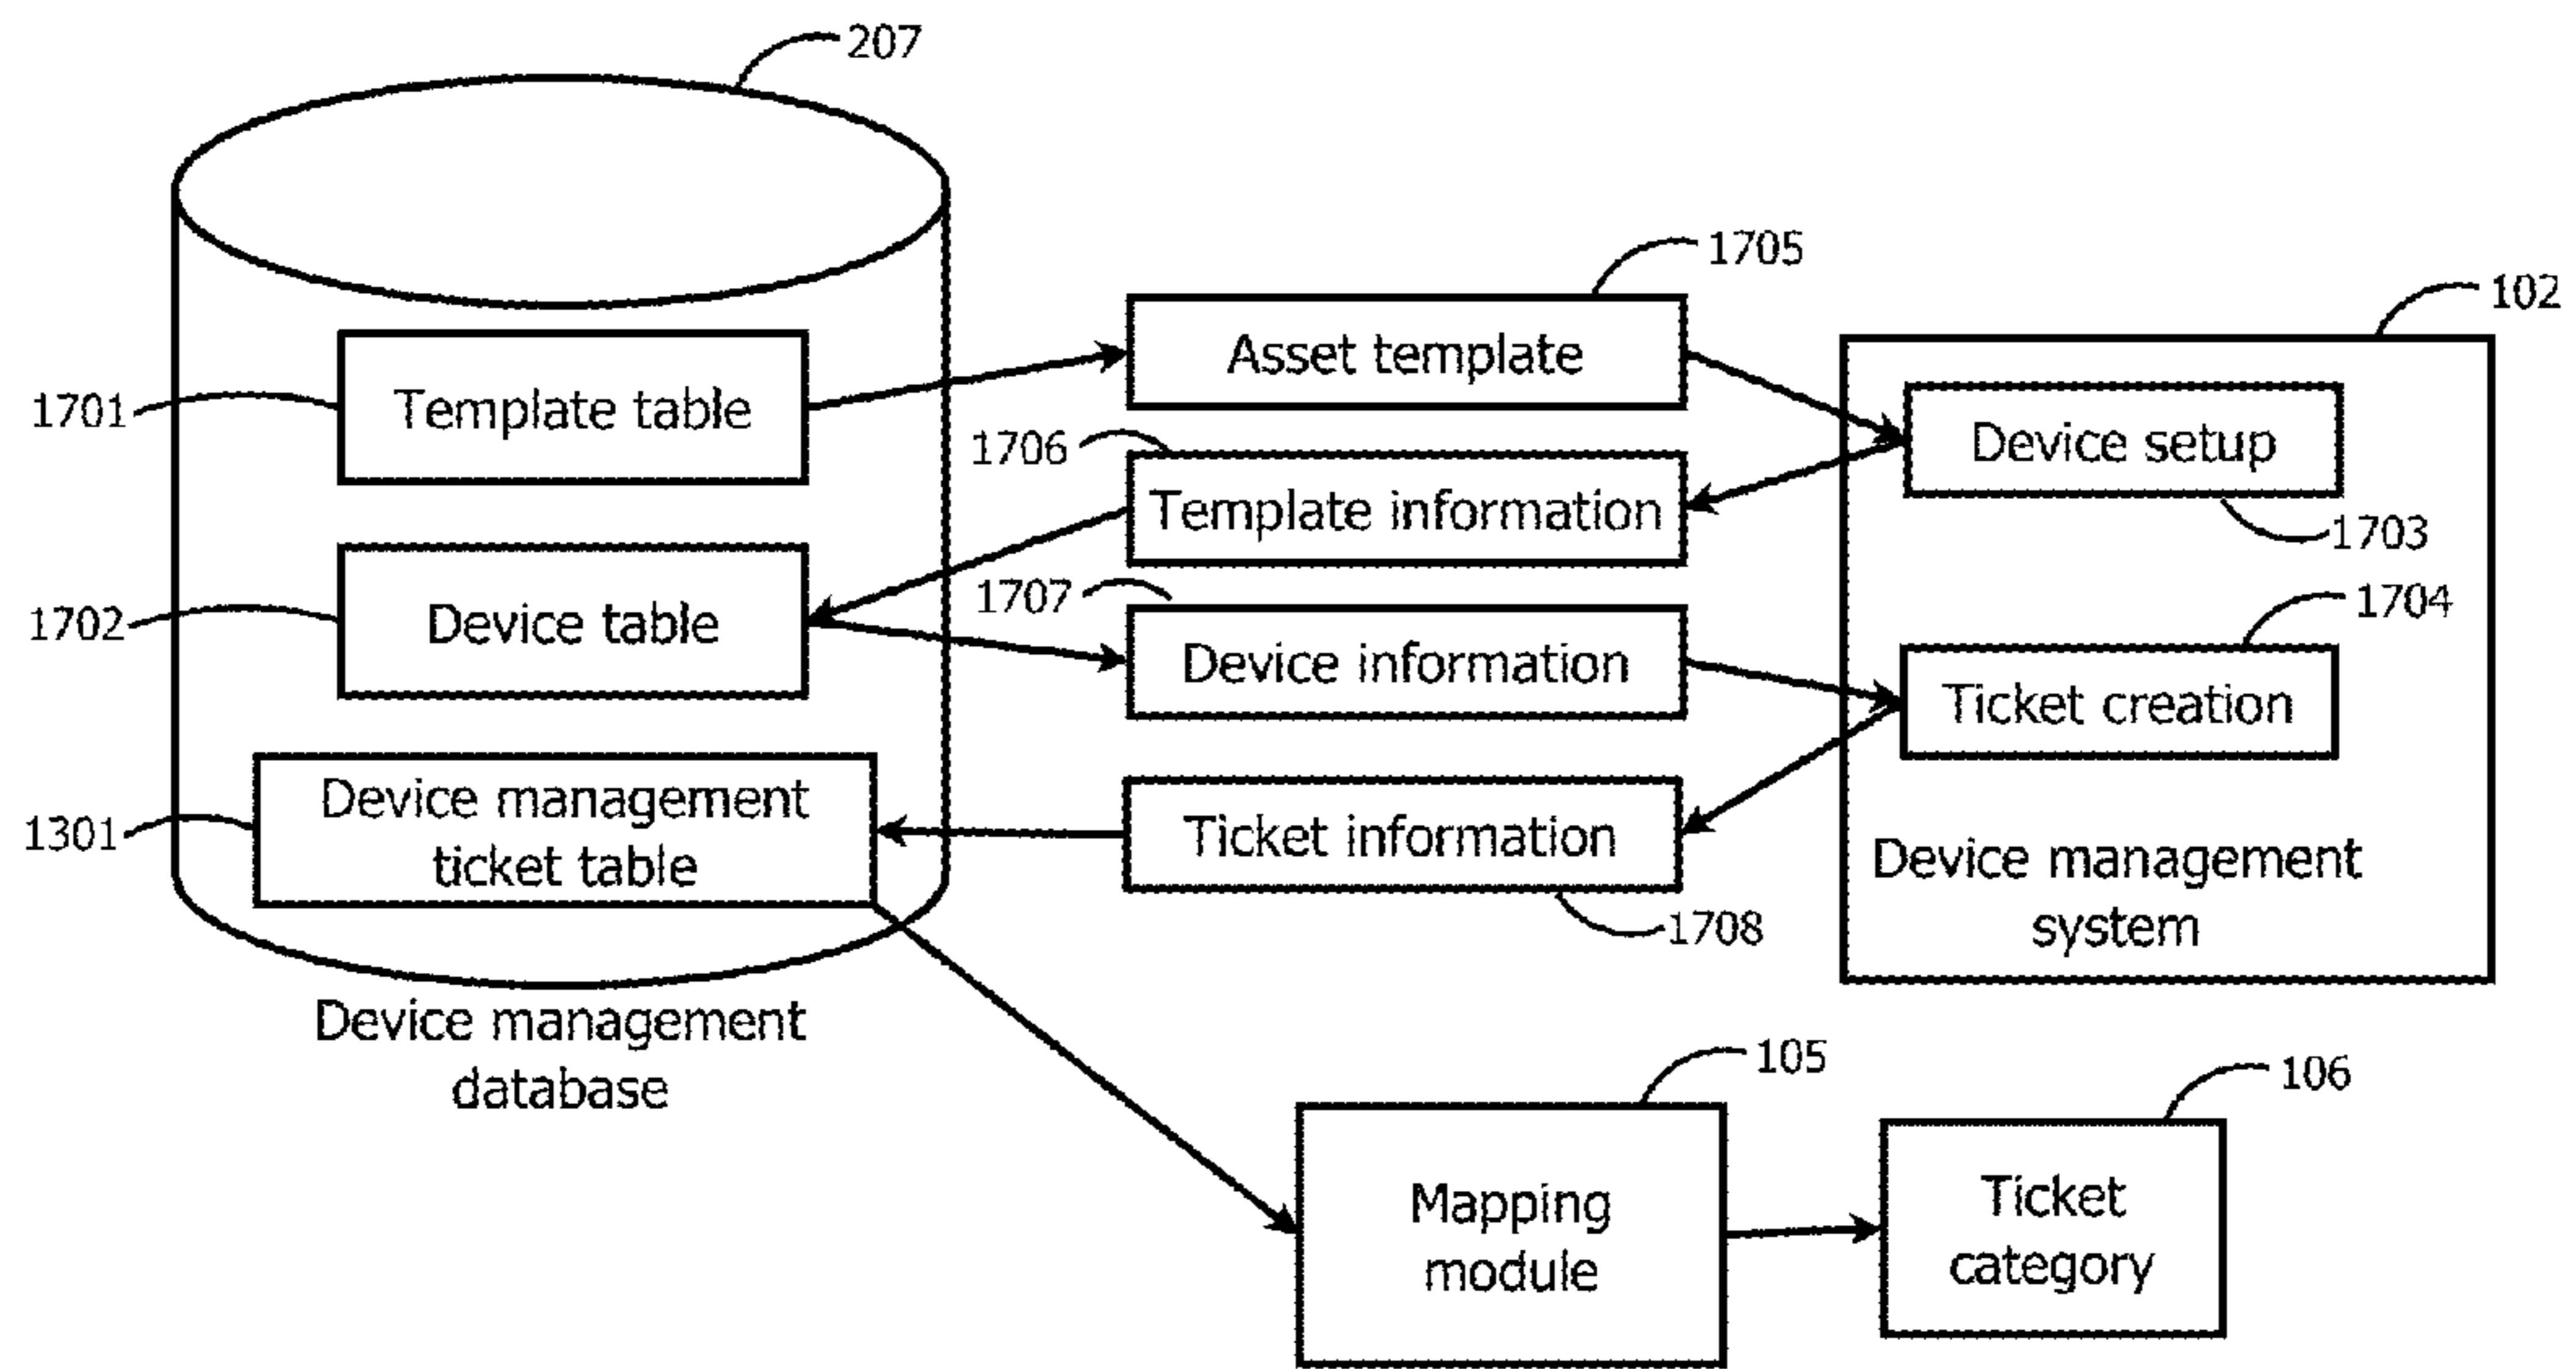 207
1705
102
Asset template
1701
Template table
1706
Device setup
Template information
1703
1707
1704
1702
Device table
Device information
Ticket creation
1301
Device management
ticket table
Ticket information
Device management
system
1708
Device management
database
105
106
Mapping
module
Ticket
category